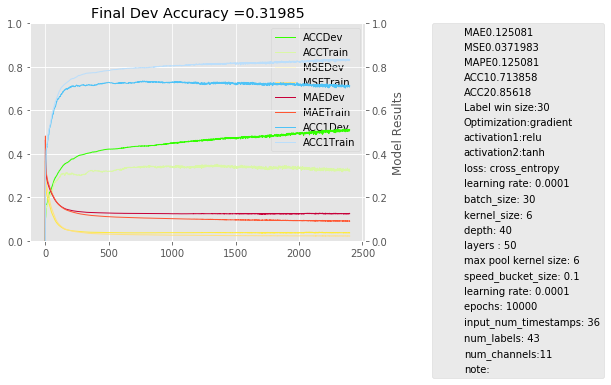 Final Dev Accuracy =0.31985
1.0
0.8
0.6
0.4
0.2
0.0
0
500
1000
1500
2000
2500
1.0
0.8
0.6
0.4
0.2
0.0
Model Results
ACCDev
ACCTrain
MSEDev
MSETrain
MAEDev
MAETrain
ACC1Dev
ACC1Train
MAE0.125081
MSE0.0371983
MAPE0.125081
ACC10.713858
ACC20.85618
Label win size:30
Optimization:gradient
activation1:relu
activation2:tanh
loss: cross_entropy
learning rate: 0.0001
batch_size: 30
kernel_size: 6
depth: 40
layers : 50
max pool kernel size: 6
speed_bucket_size: 0.1
learning rate: 0.0001
epochs: 10000
input_num_timestamps: 36
num_labels: 43
num_channels:11
note: